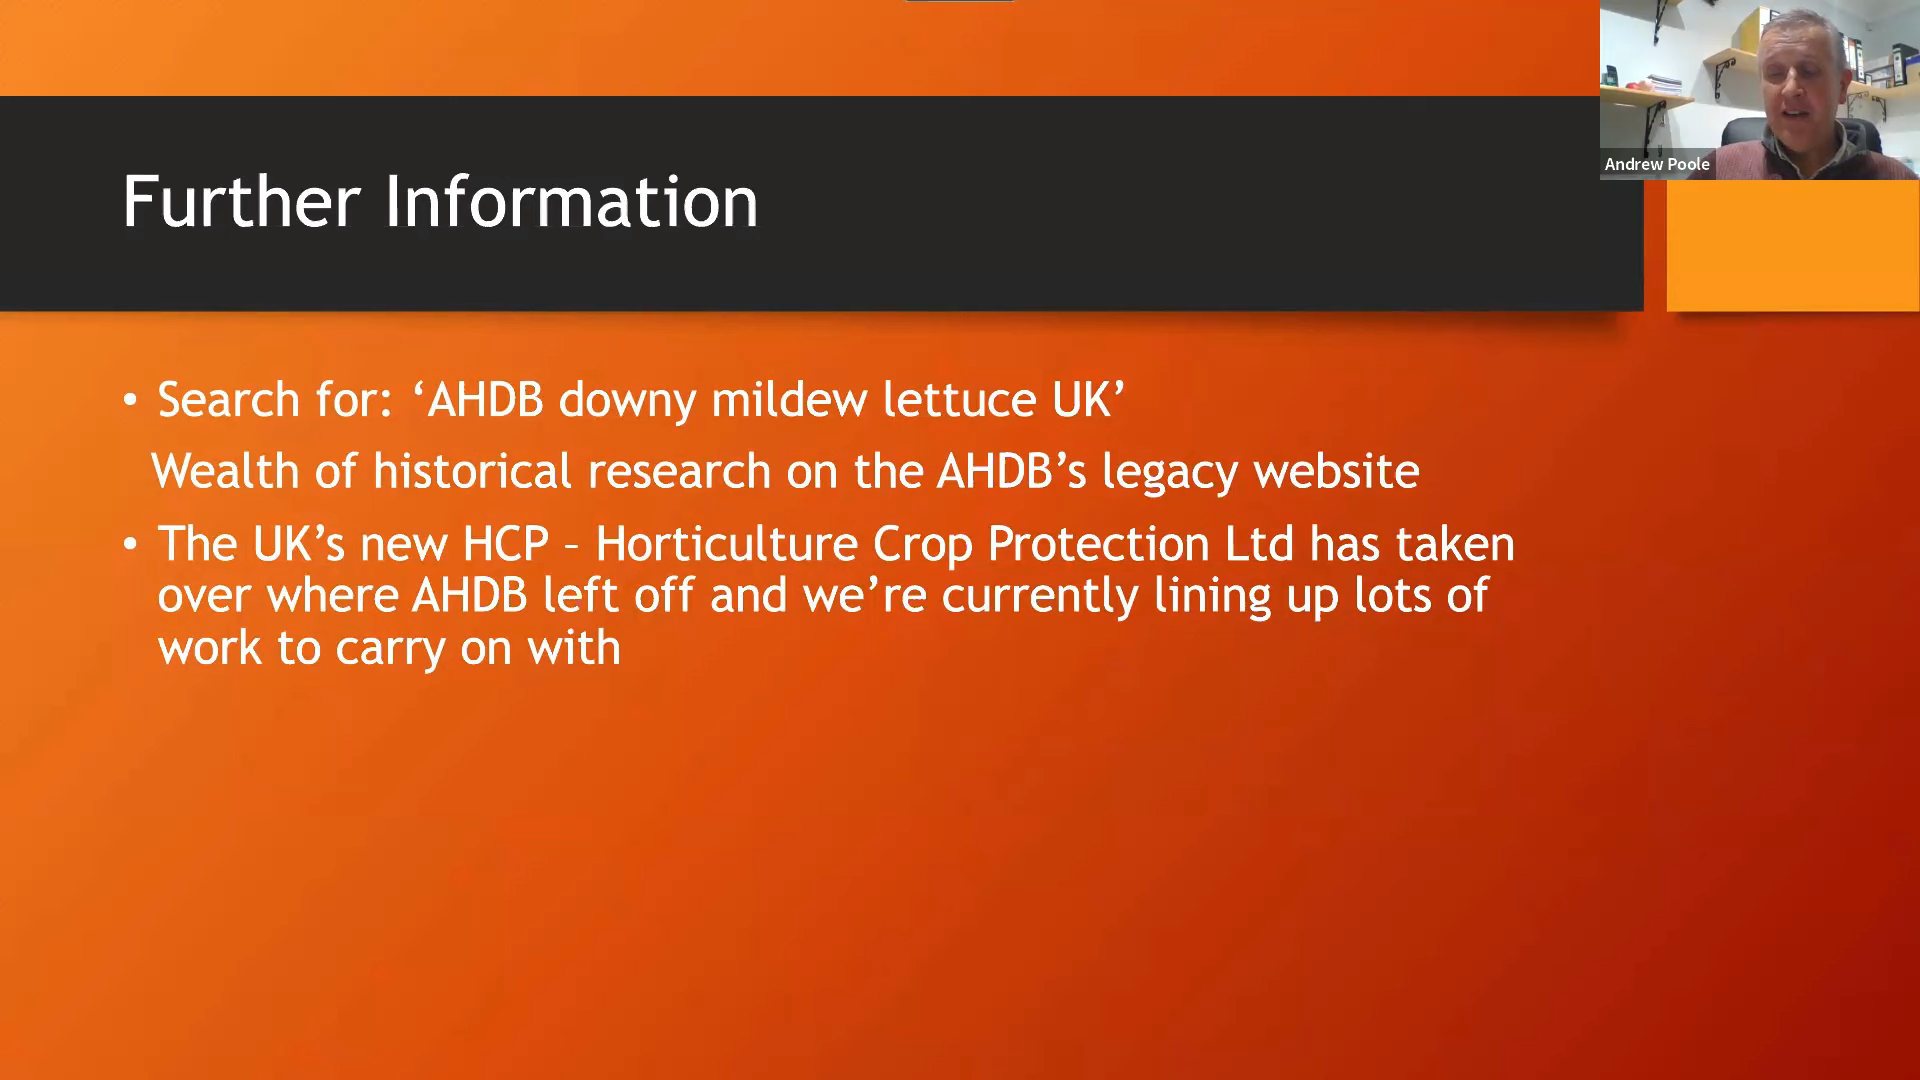 Andrew Poole
Further Information
• Search for: ‘AHDB downy mildew lettuce UK’
Wealth of historical research on the AHDB’s legacy website
• The UK’s new HCP – Horticulture Crop Protection Ltd has taken
over where AHDB left off and we’re currently lining up lots of
work to carry on with